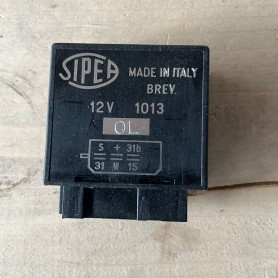 SIPEA
MADE IN ITALY
BREV.
12V 1013
OL
S + 31b
31 W 15